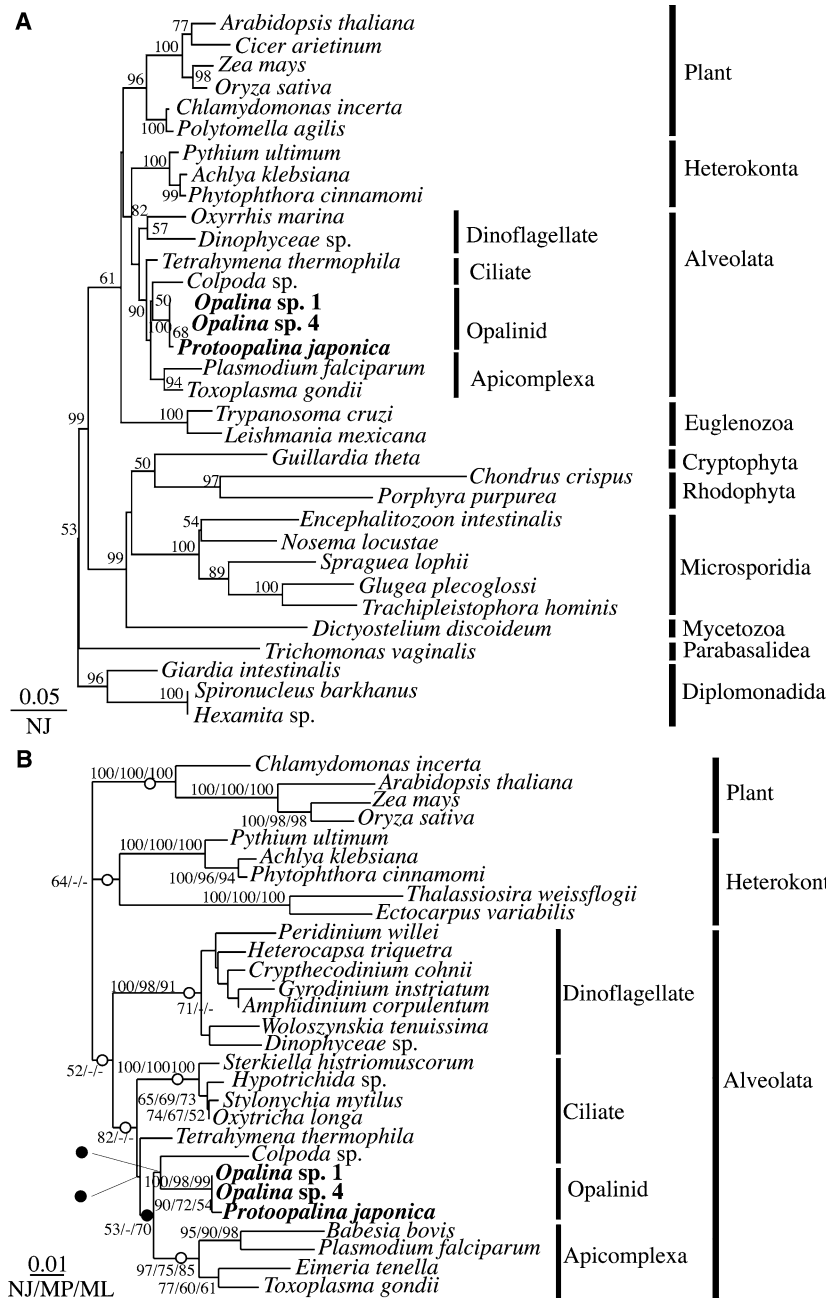 A
77
Arabidopsis thaliana
Cicer arietinum
100
Zea mays
98
Oryza sativa
96
Chlamydomonas incerta
100
Polytomella agilis
Plant
Pythium ultimum
100
Achlya klebsiana
99
Phytophthora cinnamomi
Heterokonta
82
Oxyrrhis marina
57
Dinophyceae sp.
Dinoflagellate
Tetrahymena thermophila
Ciliate
Colpoda sp.
50
Opalina sp. 1
90
100
Opalina sp. 4
68
Protoopalina japonica
Opalinid
Plasmodium falciparum
94
Toxoplasma gondii
Apicomplexa
Alveolata
61
100
Trypanosoma cruzi
Leishmania mexicana
Euglenozoa
99
50
Guillardia theta
Cryptophyta
97
Chondrus crispus
Porphyra purpurea
Rhodophyta
53
54
Encephalitozoon intestinalis
100
Nosema locustae
99
89
Spraguea lophii
100
Glugea plecoglossi
Trachipleistophora hominis
Microsporidia
Dictyostelium discoideum
Mycetozoa
Trichomonas vaginalis
Parabasalidea
96
Giardia intestinalis
100
Spironucleus barkhanus
Hexamita sp.
Diplomonadida
0.05
NJ
B
100/100/100
Chlamydomonas incerta
100/100/100
Arabidopsis thaliana
Zea mays
100/98/98
Oryza sativa
Plant
100/100/100
Pythium ultimum
Achlya klebsiana
100/96/94
Phytophthora cinnamomi
64/-/-
100/100/100
Thalassiosira weissflogii
Ectocarpus variabilis
Heterokont
Peridinium willei
Heterocapsa triquetra
Crypthecodinium cohnii
100/98/91
Gyrodinium instriatum
71/-/-
Amphidinium corpulentum
Woloszynskia tenuissima
Dinophyceae sp.
Dinoflagellate
52/-/-
100/100100
Sterkiella histriomuscorum
Hypotrichida sp.
65/69/73
Stylonychia mytilus
74/67/52
Oxytricha longa
82/-/-
Tetrahymena thermophila
Colpoda sp.
Ciliate
100/98/99
Opalina sp. 1
Opalina sp. 4
90/72/54
Protoopalina japonica
Opalinid
53/-/70
95/90/98
Babesia bovis
Plasmodium falciparum
97/75/85
Eimeria tenella
77/60/61
Toxoplasma gondii
Apicomplexa
Alveolata
0.01
NJ/MP/ML